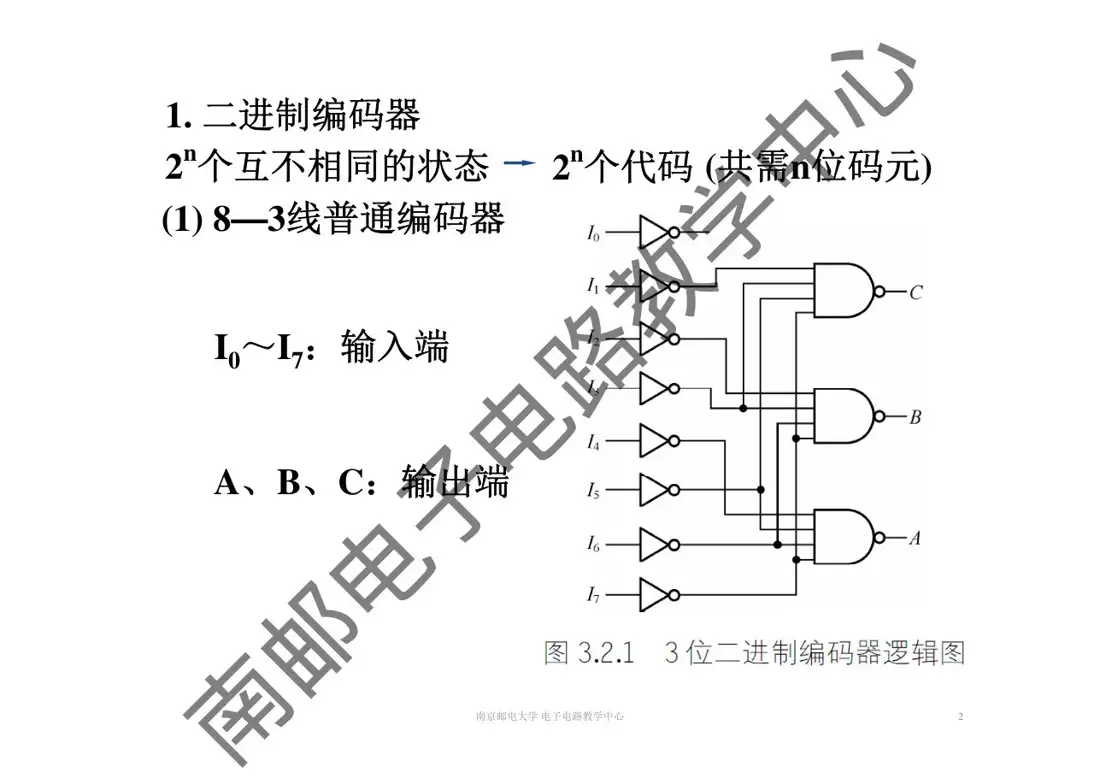 1. 二进制编码器
2ⁿ个互不相同的状态 → 2ⁿ个代码 (共需n位码元)
(1) 8—3线普通编码器
I₀～I₇：输入端
A、B、C：输出端
I₀
I₁
C
I₂
I₃
B
I₄
I₅
I₆
A
I₇
图 3.2.1 3位二进制编码器逻辑图
南京邮电大学 电子电路教学中心
2
南邮电子电路教学中心